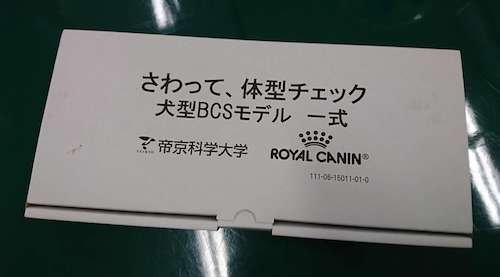 さわって、体型チェック
犬型BCSモデル 一式
帝京科学大学 ROYAL CANIN®
111-06-15011-01-0